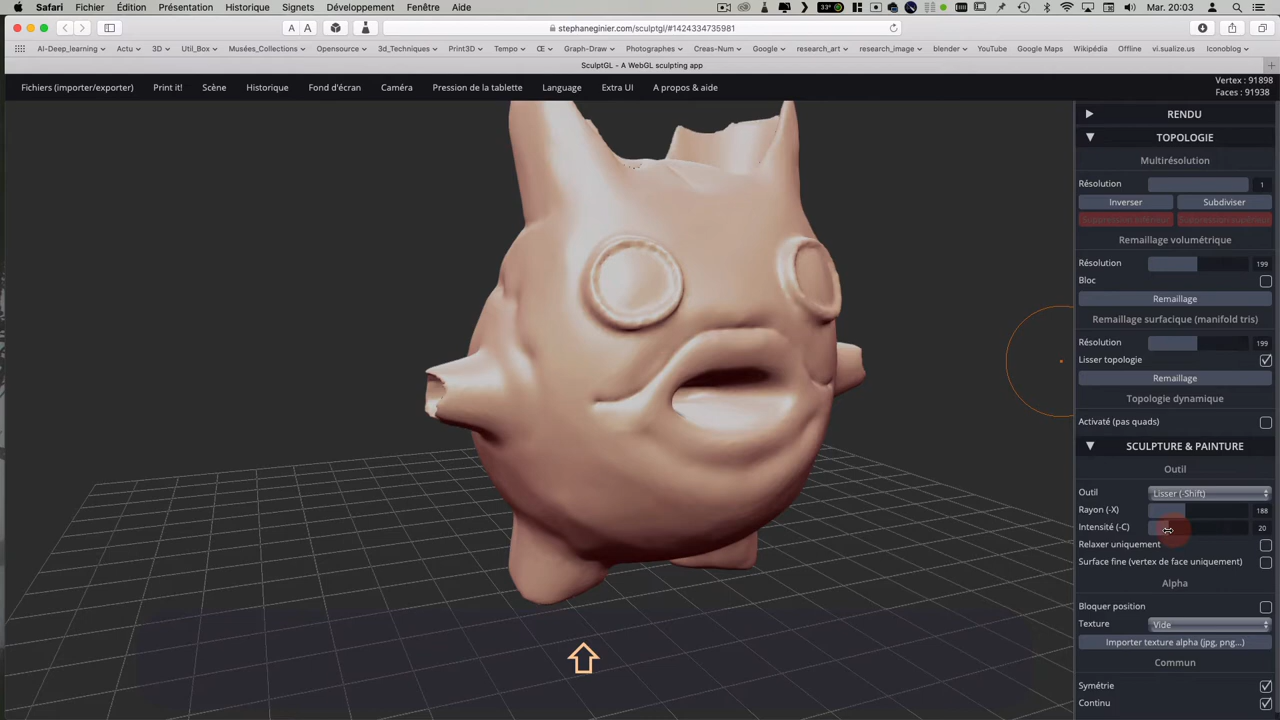 Safari Fichier Édition Présentation Historique Signets Développement Fenêtre Aide 33° Mar. 20:03
A A stephaneginier.com/sculptgl/#1424334735981
AI-Deep_learning Actu 3D Util_Box Musées_Collections Opensource 3d_Techniques Print3D Tempo Œ Graph-Draw Photographes Creas-Num Google research_art research_image blender YouTube Google Maps Wikipédia Offline vi.sualize.us Iconoblog
SculptGL - A WebGL sculpting app
Fichiers (importer/exporter) Print it! Scène Historique Fond d'écran Caméra Pression de la tablette Language Extra UI A propos & aide
Vertex : 91898
Faces : 91938
RENDU
TOPOLOGIE
Multirésolution
Résolution 1
Inverser Subdiviser
Remaillage volumétrique
Résolution 199
Bloc
Remaillage
Remaillage surfacique (manifold tris)
Résolution 199
Lisser topologie
Remaillage
Topologie dynamique
Activaté (pas quads)
SCULPTURE & PAINTURE
Outil
Outil Lisser (-Shift)
Rayon (-X) 188
Intensité (-C) 20
Relaxer uniquement
Surface fine (vertex de face uniquement)
Alpha
Bloquer position
Texture Vide
Importer texture alpha (jpg, png...)
Commun
Symétrie
Continu